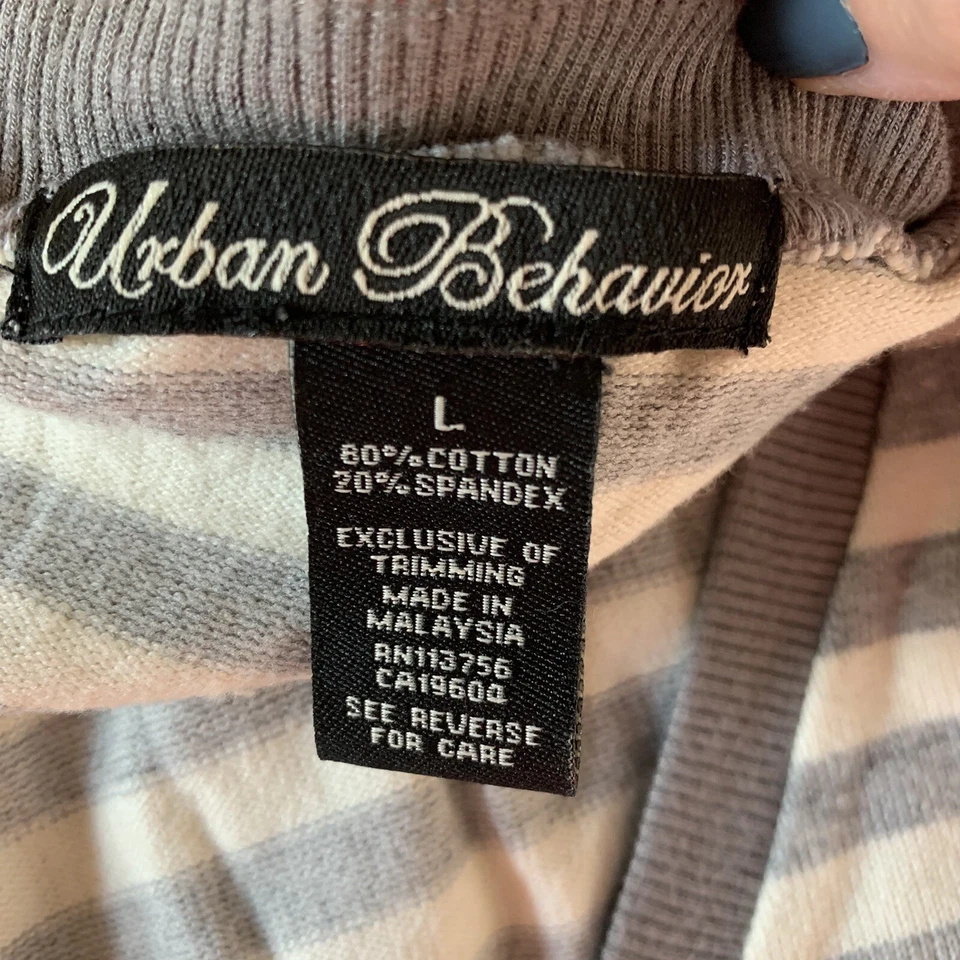 Urban Behavior
L
80% COTTON
20% SPANDEX
EXCLUSIVE OF
TRIMMING
MADE IN
MALAYSIA
RN113756
CA19604
SEE REVERSE
FOR CARE